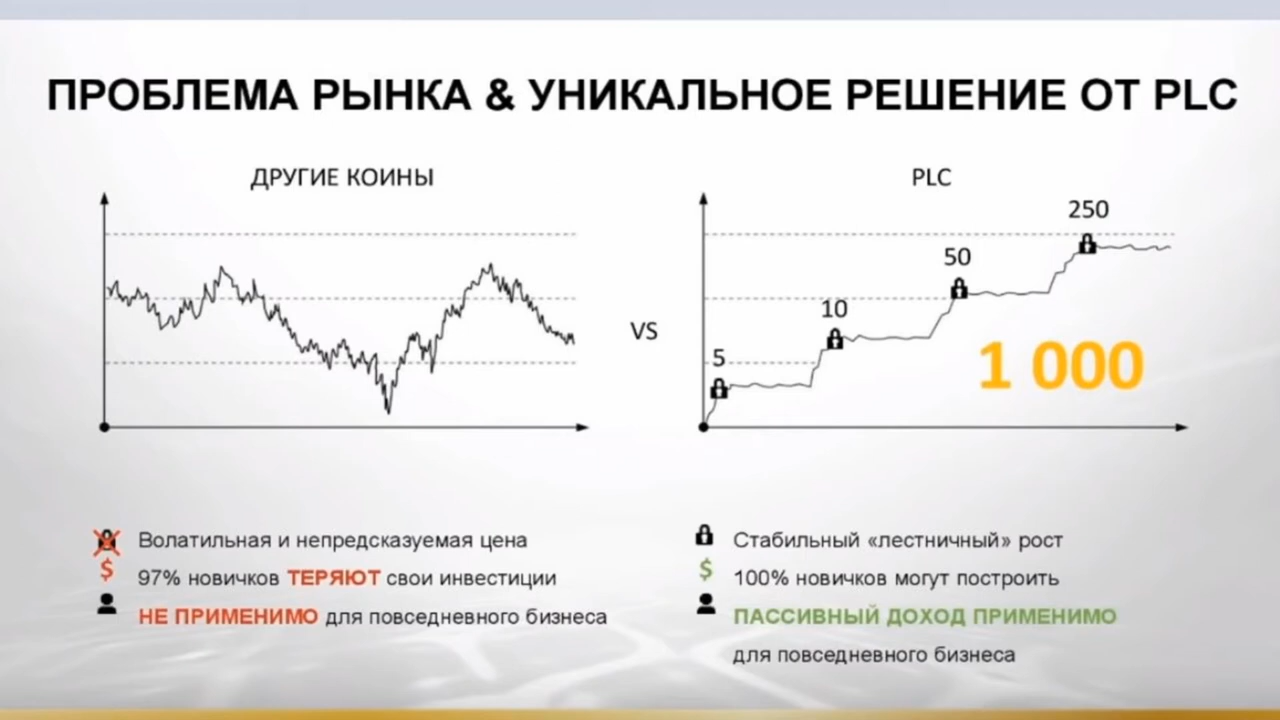 ПРОБЛЕМА РЫНКА & УНИКАЛЬНОЕ РЕШЕНИЕ ОТ PLC
ДРУГИЕ КОИНЫ
VS
PLC
5
10
50
250
1 000
Волатильная и непредсказуемая цена
$ 97% новичков ТЕРЯЮТ свои инвестиции
НЕ ПРИМЕНИМО для повседневного бизнеса
Стабильный «лестничный» рост
$ 100% новичков могут построить
ПАССИВНЫЙ ДОХОД ПРИМЕНИМО
для повседневного бизнеса